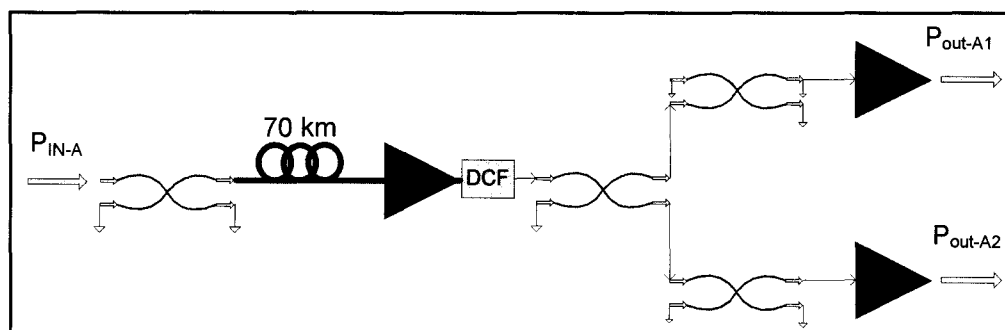 P_IN-A
70 km
DCF
P_out-A1
P_out-A2